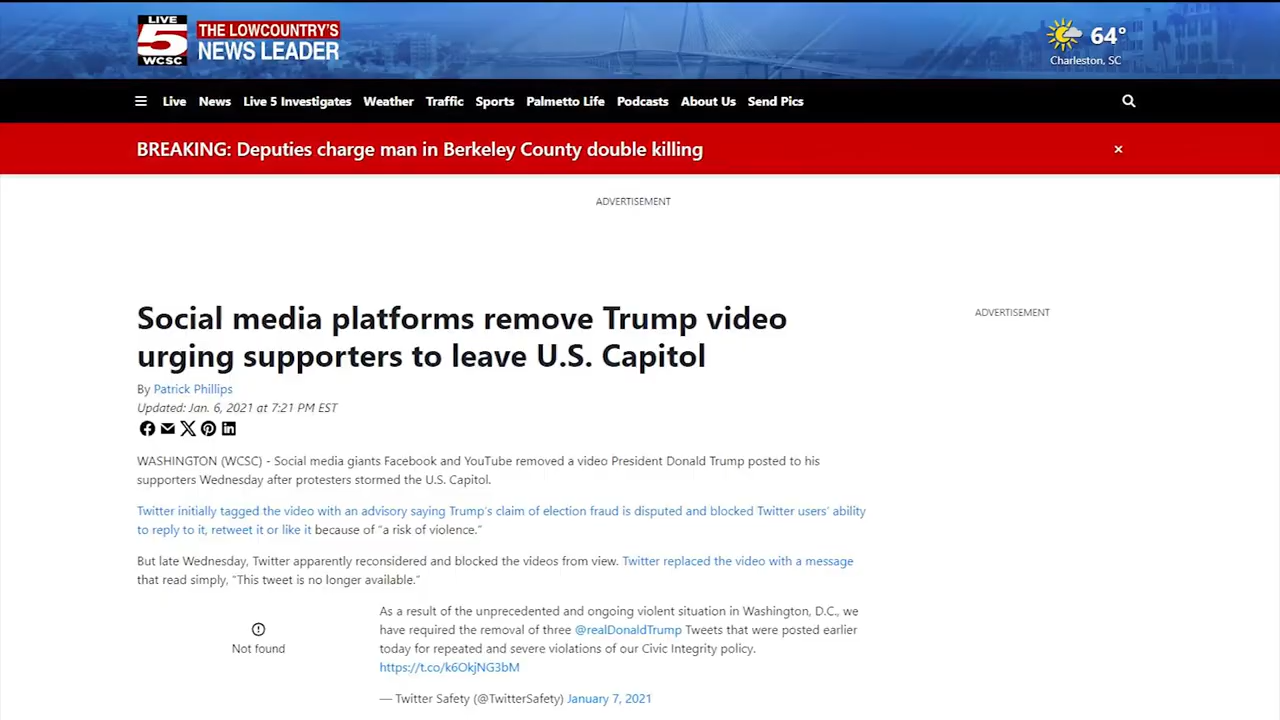 LIVE
5
WCSC
THE LOWCOUNTRY'S
NEWS LEADER
64°
Charleston, SC
Live News Live 5 Investigates Weather Traffic Sports Palmetto Life Podcasts About Us Send Pics
BREAKING: Deputies charge man in Berkeley County double killing
ADVERTISEMENT
Social media platforms remove Trump video
urging supporters to leave U.S. Capitol
ADVERTISEMENT
By Patrick Phillips
Updated: Jan. 6, 2021 at 7:21 PM EST
WASHINGTON (WCSC) - Social media giants Facebook and YouTube removed a video President Donald Trump posted to his
supporters Wednesday after protesters stormed the U.S. Capitol.
Twitter initially tagged the video with an advisory saying Trump's claim of election fraud is disputed and blocked Twitter users' ability
to reply to it, retweet it or like it because of “a risk of violence.”
But late Wednesday, Twitter apparently reconsidered and blocked the videos from view. Twitter replaced the video with a message
that read simply, “This tweet is no longer available.”
Not found
As a result of the unprecedented and ongoing violent situation in Washington, D.C., we
have required the removal of three @realDonaldTrump Tweets that were posted earlier
today for repeated and severe violations of our Civic Integrity policy.
https://t.co/k6OkjNG3bM
— Twitter Safety (@TwitterSafety) January 7, 2021